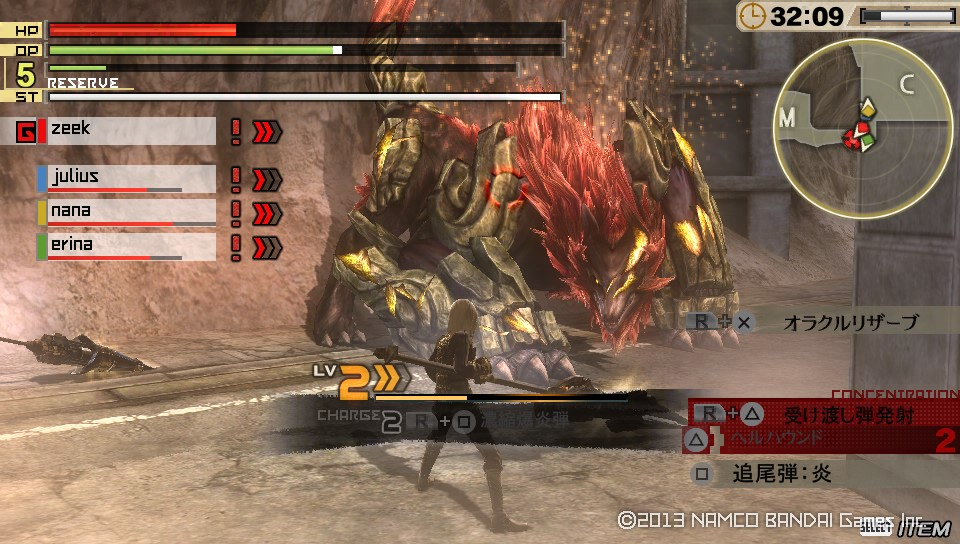 HP
OP
5
RESERVE
ST
32:09
C
M
G zeek
julius
nana
erina
R + × オラクルリザーブ
LV 2
CHARGE 2 R + □
CONCENTRATION
R + △ 受け渡し弾発射
△ ヘルハウンド 2
□ 追尾弾:炎
©2013 NAMCO BANDAI Games Inc.
SELECT ITEM